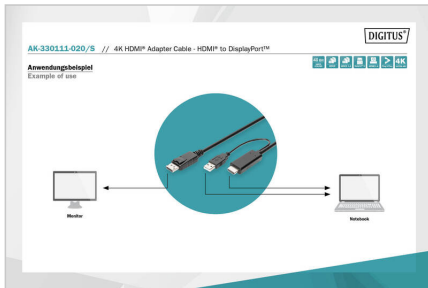 DIGITUS®
AK-330111-020/S // 4K HDMI® Adapter Cable - HDMI® to DisplayPort™
4K
Anwendungsbeispiel
Example of use
Monitor
Notebook